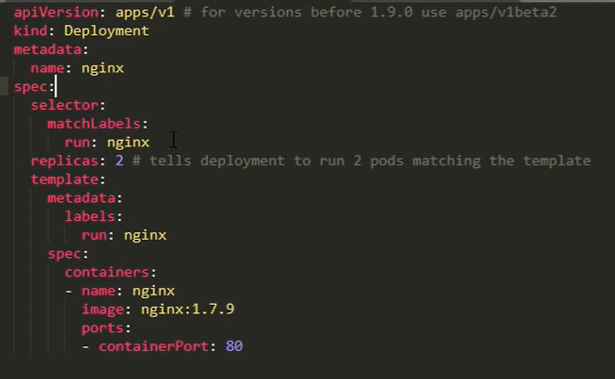 apiVersion: apps/v1 # for versions before 1.9.0 use apps/v1beta2
kind: Deployment
metadata:
  name: nginx
spec:
  selector:
    matchLabels:
      run: nginx
  replicas: 2 # tells deployment to run 2 pods matching the template
  template:
    metadata:
      labels:
        run: nginx
    spec:
      containers:
      - name: nginx
        image: nginx:1.7.9
        ports:
        - containerPort: 80